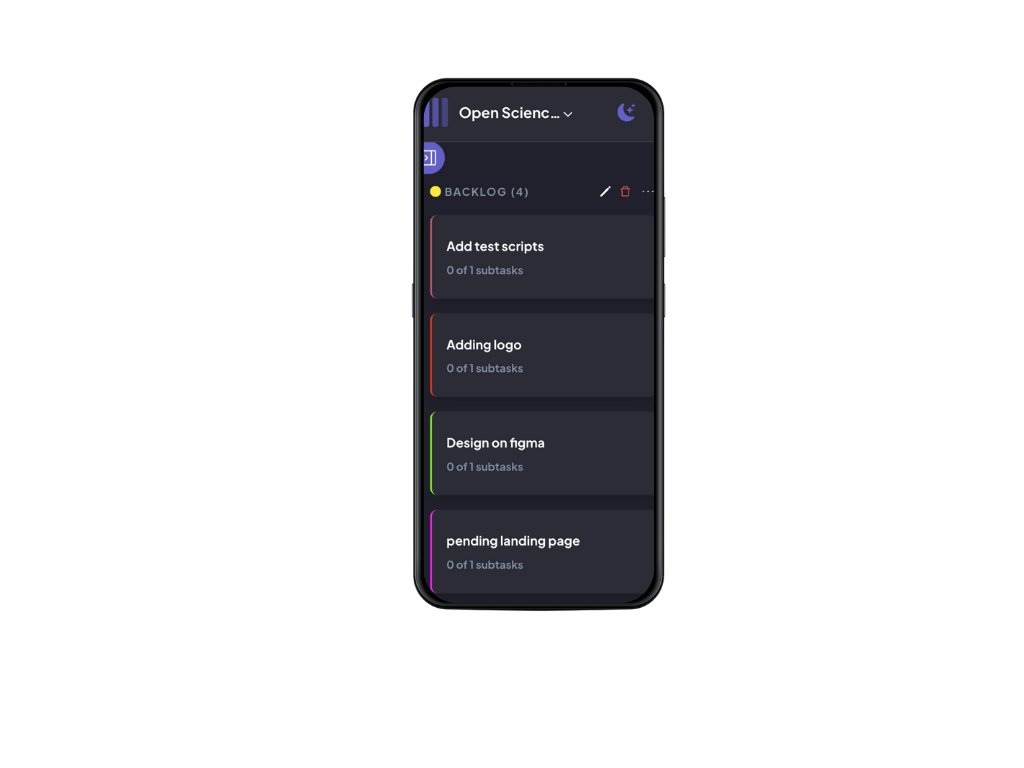 Open Scienc...
BACKLOG (4)
Add test scripts
0 of 1 subtasks
Adding logo
0 of 1 subtasks
Design on figma
0 of 1 subtasks
pending landing page
0 of 1 subtasks